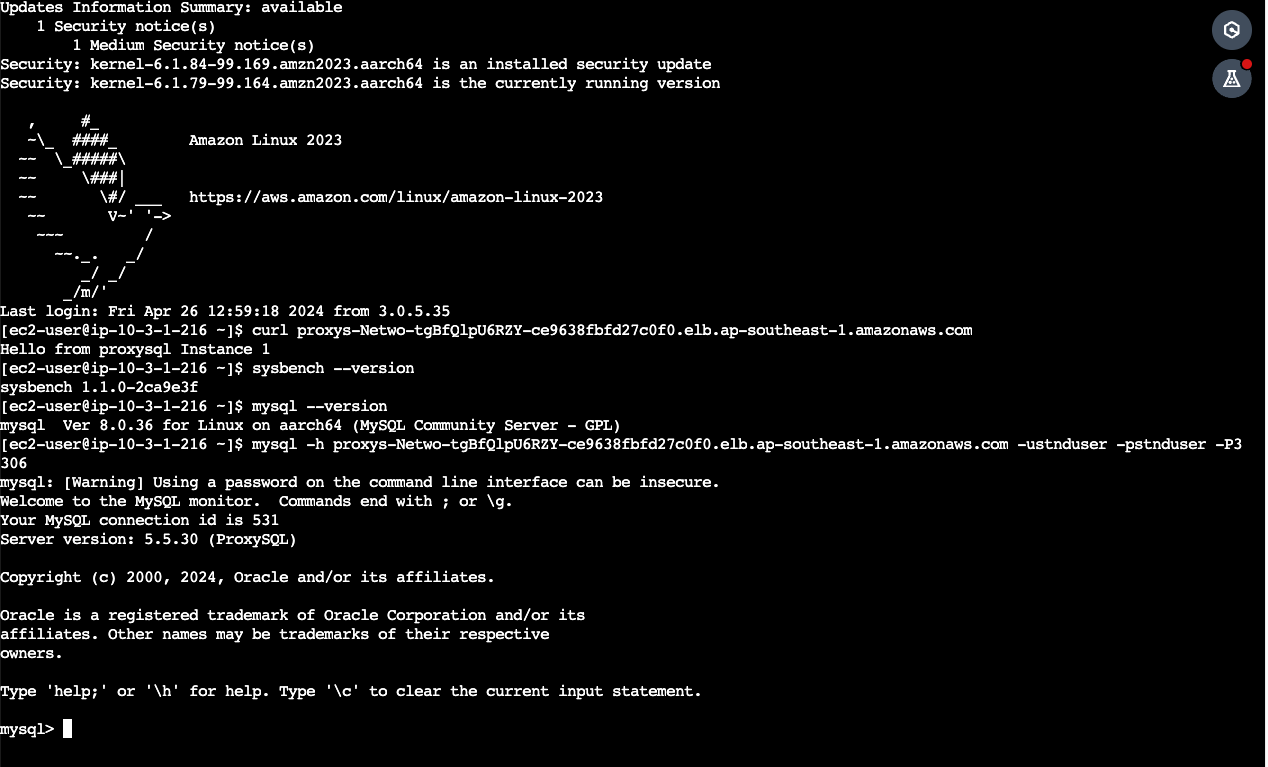 Updates Information Summary: available
    1 Security notice(s)
        1 Medium Security notice(s)
Security: kernel-6.1.84-99.169.amzn2023.aarch64 is an installed security update
Security: kernel-6.1.79-99.164.amzn2023.aarch64 is the currently running version
   ,     #_
   ~\_  ####_        Amazon Linux 2023
  ~~  \_#####\
  ~~     \###|
  ~~       \#/ ___   https://aws.amazon.com/linux/amazon-linux-2023
   ~~       V~' '->
    ~~~         /
      ~~._.   _/
         _/ _/
       _/m/'
Last login: Fri Apr 26 12:59:18 2024 from 3.0.5.35
[ec2-user@ip-10-3-1-216 ~]$ curl proxys-Netwo-tgBfQlpU6RZY-ce9638fbfd27c0f0.elb.ap-southeast-1.amazonaws.com
Hello from proxysql Instance 1
[ec2-user@ip-10-3-1-216 ~]$ sysbench --version
sysbench 1.1.0-2ca9e3f
[ec2-user@ip-10-3-1-216 ~]$ mysql --version
mysql  Ver 8.0.36 for Linux on aarch64 (MySQL Community Server - GPL)
[ec2-user@ip-10-3-1-216 ~]$ mysql -h proxys-Netwo-tgBfQlpU6RZY-ce9638fbfd27c0f0.elb.ap-southeast-1.amazonaws.com -ustnduser -pstnduser -P3
306
mysql: [Warning] Using a password on the command line interface can be insecure.
Welcome to the MySQL monitor.  Commands end with ; or \g.
Your MySQL connection id is 531
Server version: 5.5.30 (ProxySQL)
Copyright (c) 2000, 2024, Oracle and/or its affiliates.
Oracle is a registered trademark of Oracle Corporation and/or its
affiliates. Other names may be trademarks of their respective
owners.
Type 'help;' or '\h' for help. Type '\c' to clear the current input statement.
mysql>